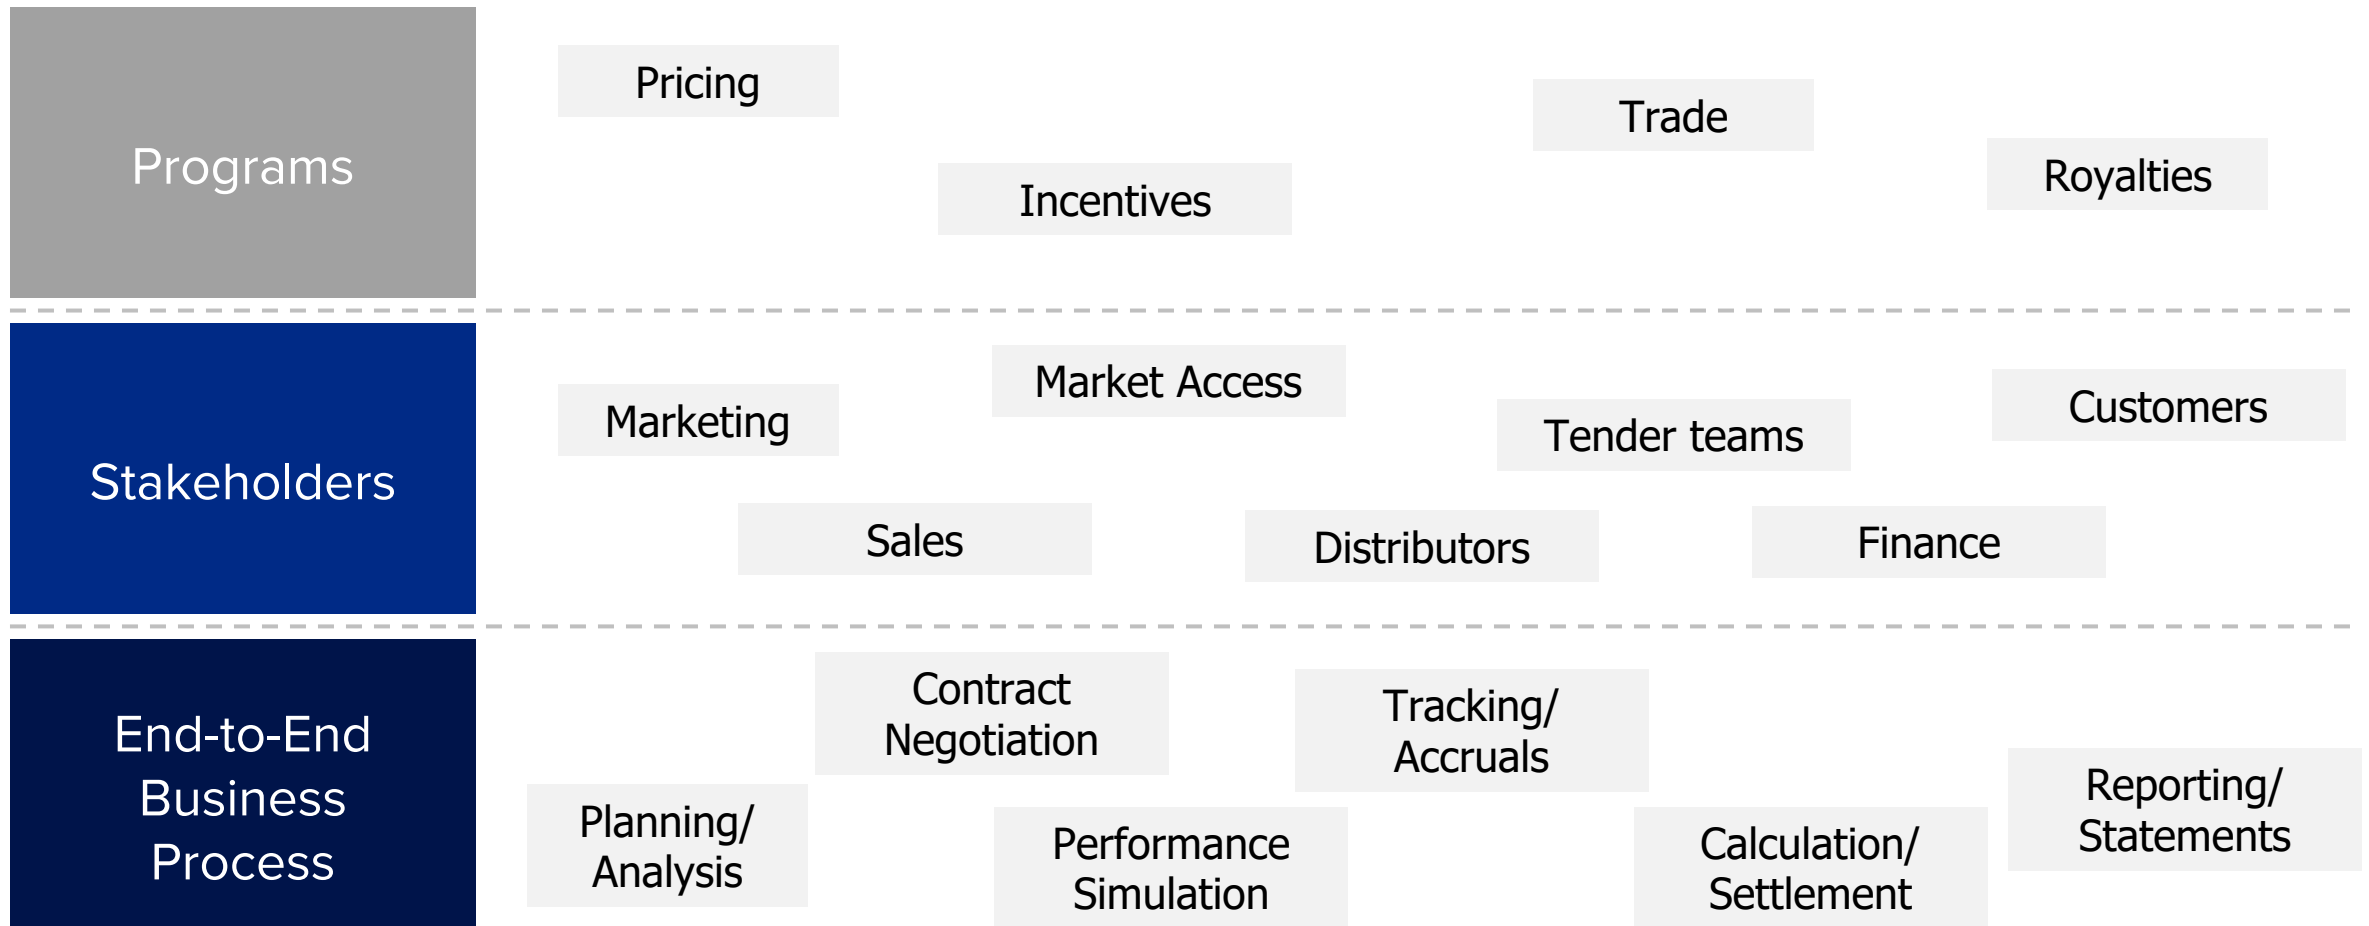 Programs
Pricing
Incentives
Trade
Royalties
Stakeholders
Marketing
Market Access
Tender teams
Customers
Sales
Distributors
Finance
End-to-End
Business
Process
Contract
Negotiation
Tracking/
Accruals
Reporting/
Statements
Planning/
Analysis
Performance
Simulation
Calculation/
Settlement